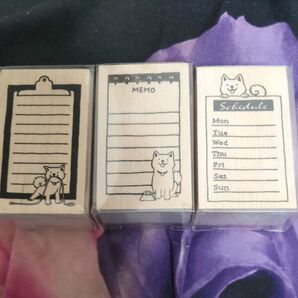 MEMO
Schedule
Mon
Tue
Wed
Thu
Fri
Sat
Sun